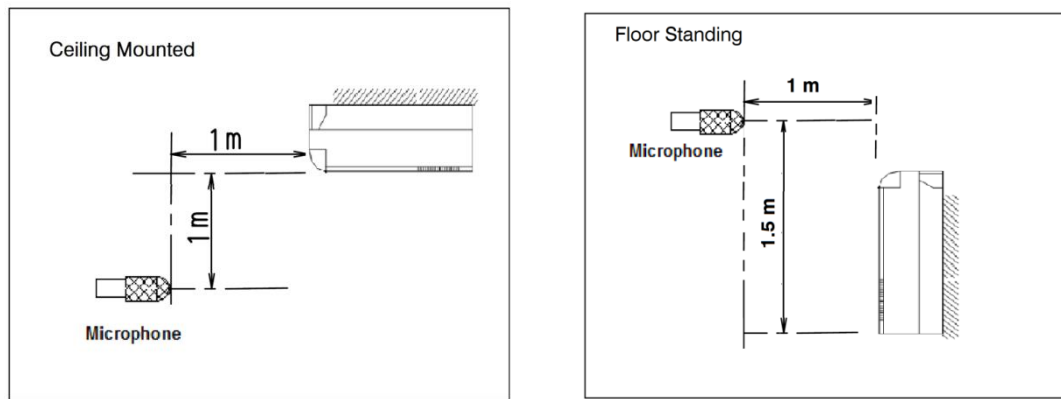 Ceiling Mounted
1 m
1 m
Microphone
Floor Standing
1 m
Microphone
1.5 m